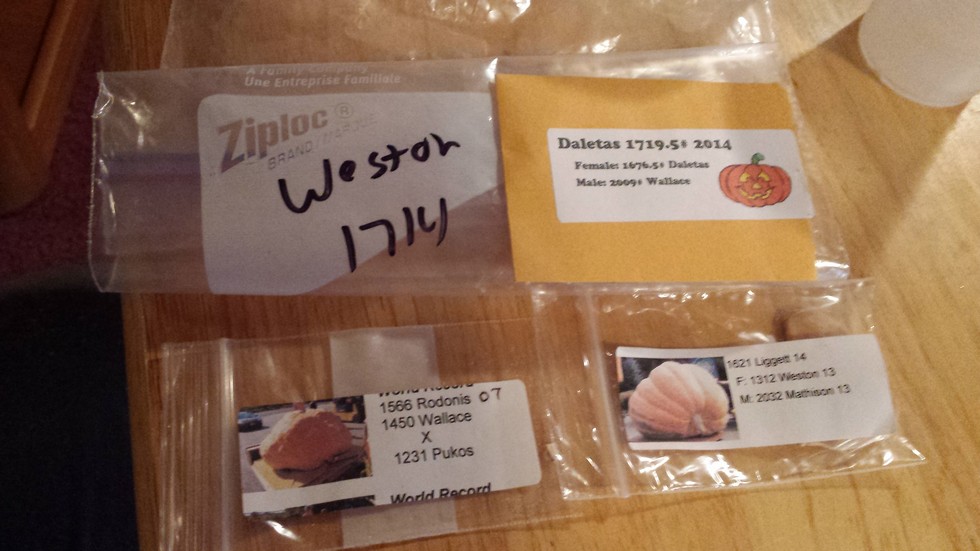 A Family Company
Une Entreprise Familiale
Ziploc ®
BRAND / MARQUE
Weston
1714
Daletas 1719.5# 2014
Female: 1676.5# Daletas
Male: 2009# Wallace
World Record
1566 Rodonis 07
1450 Wallace
X
1231 Pukos
World Record
1621 Liggett 14
F: 1312 Weston 13
M: 2032 Mathison 13